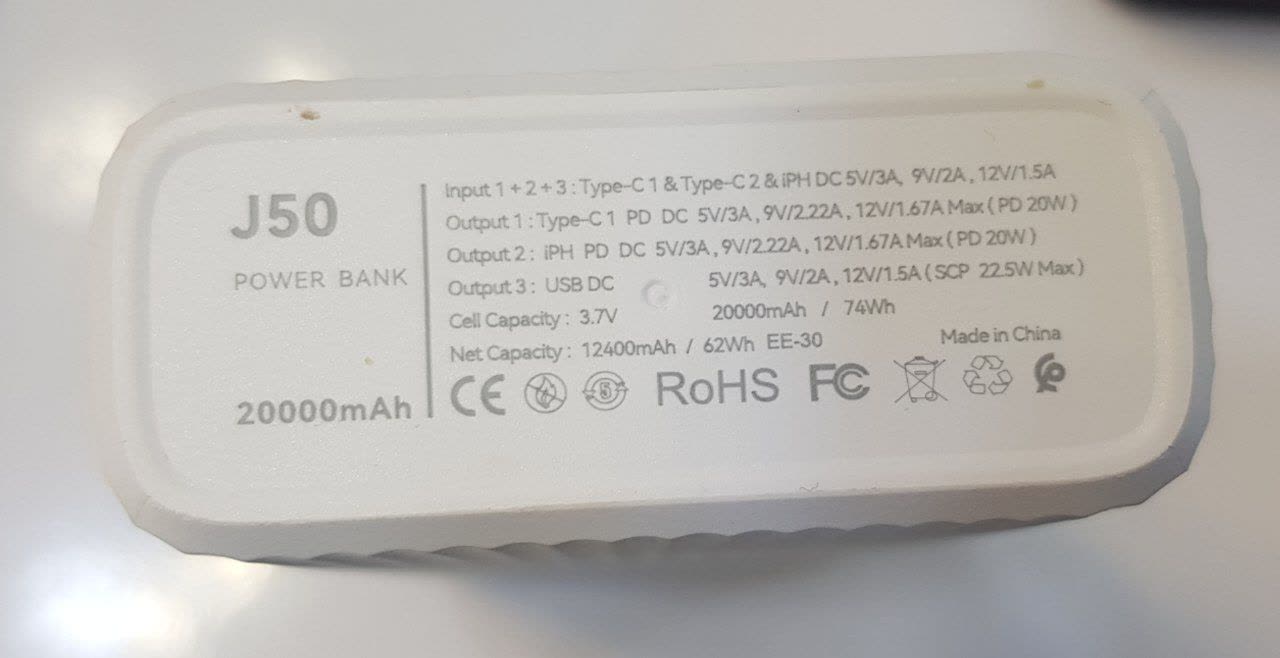 J50
POWER BANK
20000mAh
Input 1 + 2 + 3 : Type-C 1 & Type-C 2 & iPH DC 5V/3A, 9V/2A , 12V/1.5A
Output 1 : Type-C 1 PD DC 5V/3A , 9V/2.22A , 12V/1.67A Max ( PD 20W )
Output 2 : iPH PD DC 5V/3A , 9V/2.22A , 12V/1.67A Max ( PD 20W )
Output 3 : USB DC 5V/3A, 9V/2A , 12V/1.5A ( SCP 22.5W Max )
Cell Capacity : 3.7V 20000mAh / 74Wh
Net Capacity : 12400mAh / 62Wh EE-30 Made in China
CE 5 RoHS FC